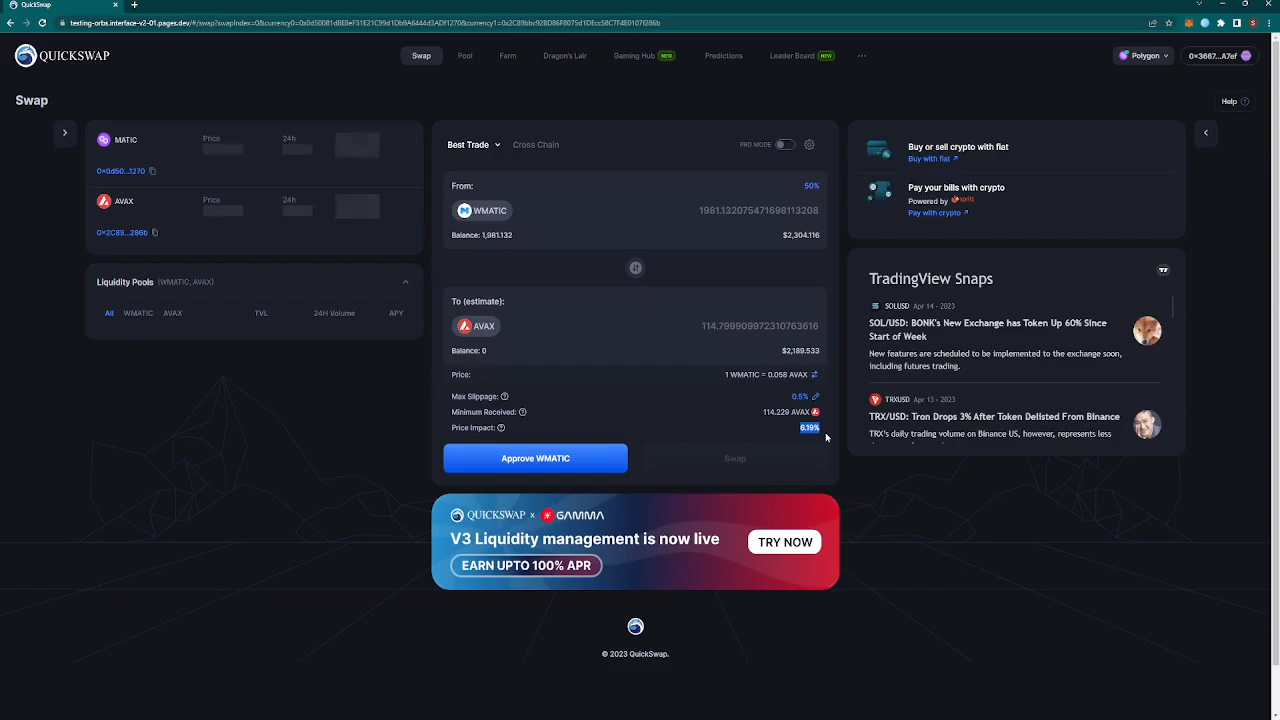 QuickSwap
testing-orbs.interface-v2-01.pages.dev/#/swap?swapIndex=0&currency0=0x0d500B1d8E8eF31E21C99d1Db9A6444d3ADf1270&currency1=0x2C89bbc92BD86F8075d1DEcc58C7F4E0107f286b
QUICKSWAP
Swap
Pool
Farm
Dragon's Lair
Gaming Hub NEW
Predictions
Leader Board NEW
Polygon
0x3667...A7ef
Swap
Help
MATIC
Price
24h
0x0d50...1270
AVAX
Price
24h
0x2C89...286b
Liquidity Pools (WMATIC, AVAX)
All WMATIC AVAX TVL 24H Volume APY
Best Trade
Cross Chain
PRO MODE
From:
50%
WMATIC
1981.132075471698113208
Balance: 1,981.132
$2,304.116
To (estimate):
AVAX
114.799909972310763616
Balance: 0
$2,189.533
Price:
1 WMATIC = 0.058 AVAX
Max Slippage:
0.5%
Minimum Received:
114.229 AVAX
Price Impact:
6.19%
Approve WMATIC
Swap
QUICKSWAP x GAMMA
V3 Liquidity management is now live
EARN UPTO 100% APR
TRY NOW
© 2023 QuickSwap.
Buy or sell crypto with fiat
Buy with fiat
Pay your bills with crypto
Powered by spritz
Pay with crypto
TradingView Snaps
SOLUSD Apr 14 - 2023
SOL/USD: BONK's New Exchange has Token Up 60% Since
Start of Week
New features are scheduled to be implemented to the exchange soon,
including futures trading.
TRXUSD Apr 13 - 2023
TRX/USD: Tron Drops 3% After Token Delisted From Binance
TRX's daily trading volume on Binance US, however, represents less